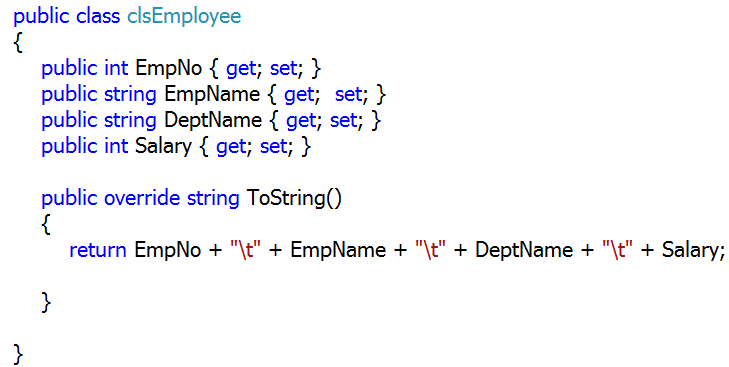 public class clsEmployee
{
public int EmpNo { get; set; }
public string EmpName { get;  set; }
public string DeptName { get; set; }
public int Salary { get; set; }
public override string ToString()
{
return EmpNo + "\t" + EmpName + "\t" + DeptName + "\t" + Salary;
}
}